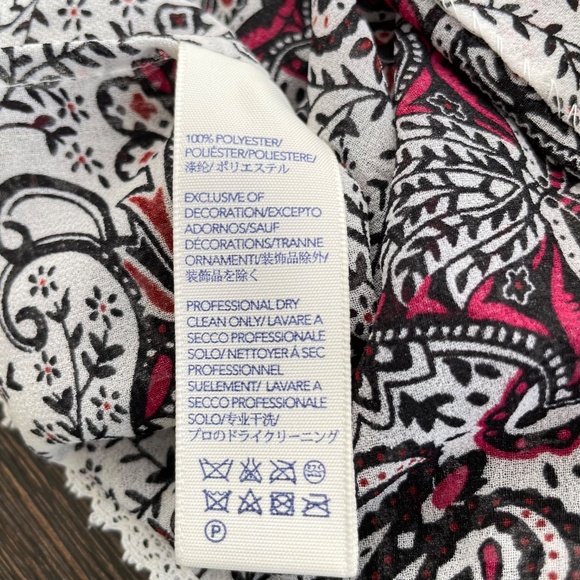 100% POLYESTER/
POLIÉSTER/POLIESTERE/
涤纶/ ポリエステル
EXCLUSIVE OF
DECORATION/EXCEPTO
ADORNOS/SAUF
DÉCORATIONS/TRANNE
ORNAMENTI/装饰品除外/
装飾品を除く
PROFESSIONAL DRY
CLEAN ONLY/ LAVARE A
SECCO PROFESSIONALE
SOLO/ NETTOYER Á SEC
PROFESSIONNEL
SUELEMENT/ LAVARE A
SECCO PROFESSIONALE
SOLO/专业干洗/
プロのドライクリーニング
P